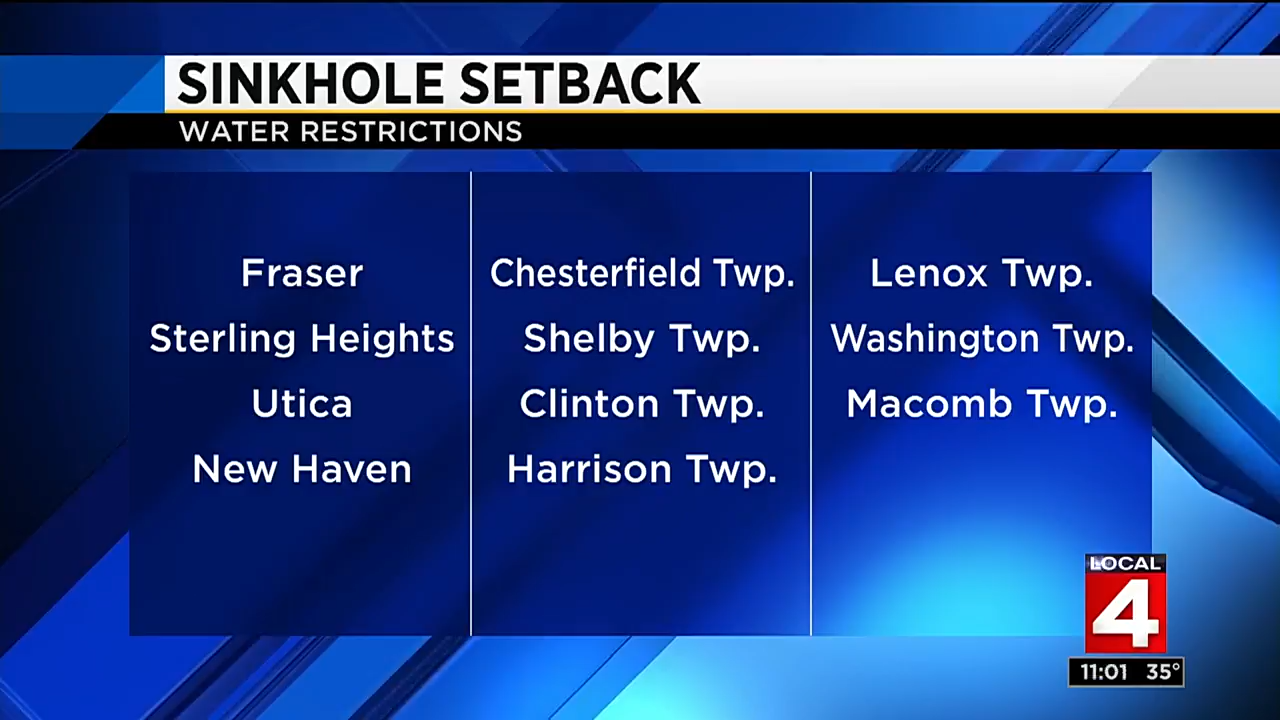 SINKHOLE SETBACK
WATER RESTRICTIONS
Fraser
Sterling Heights
Utica
New Haven
Chesterfield Twp.
Shelby Twp.
Clinton Twp.
Harrison Twp.
Lenox Twp.
Washington Twp.
Macomb Twp.
LOCAL
4
11:01 35°